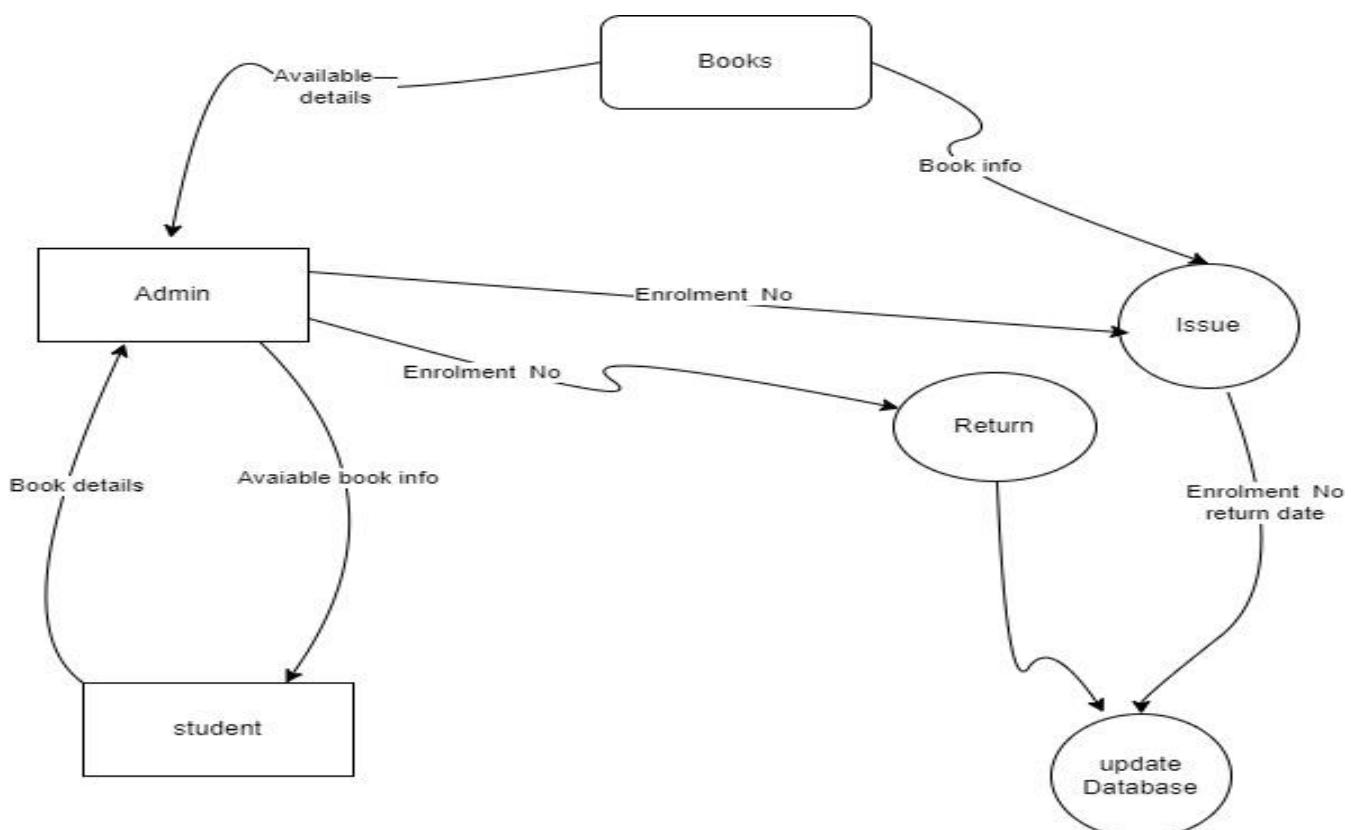 Books
Available
details
Book info
Admin
Enrolment No
Issue
Enrolment No
Return
Book details
Avaiable book info
Enrolment No
return date
student
update
Database